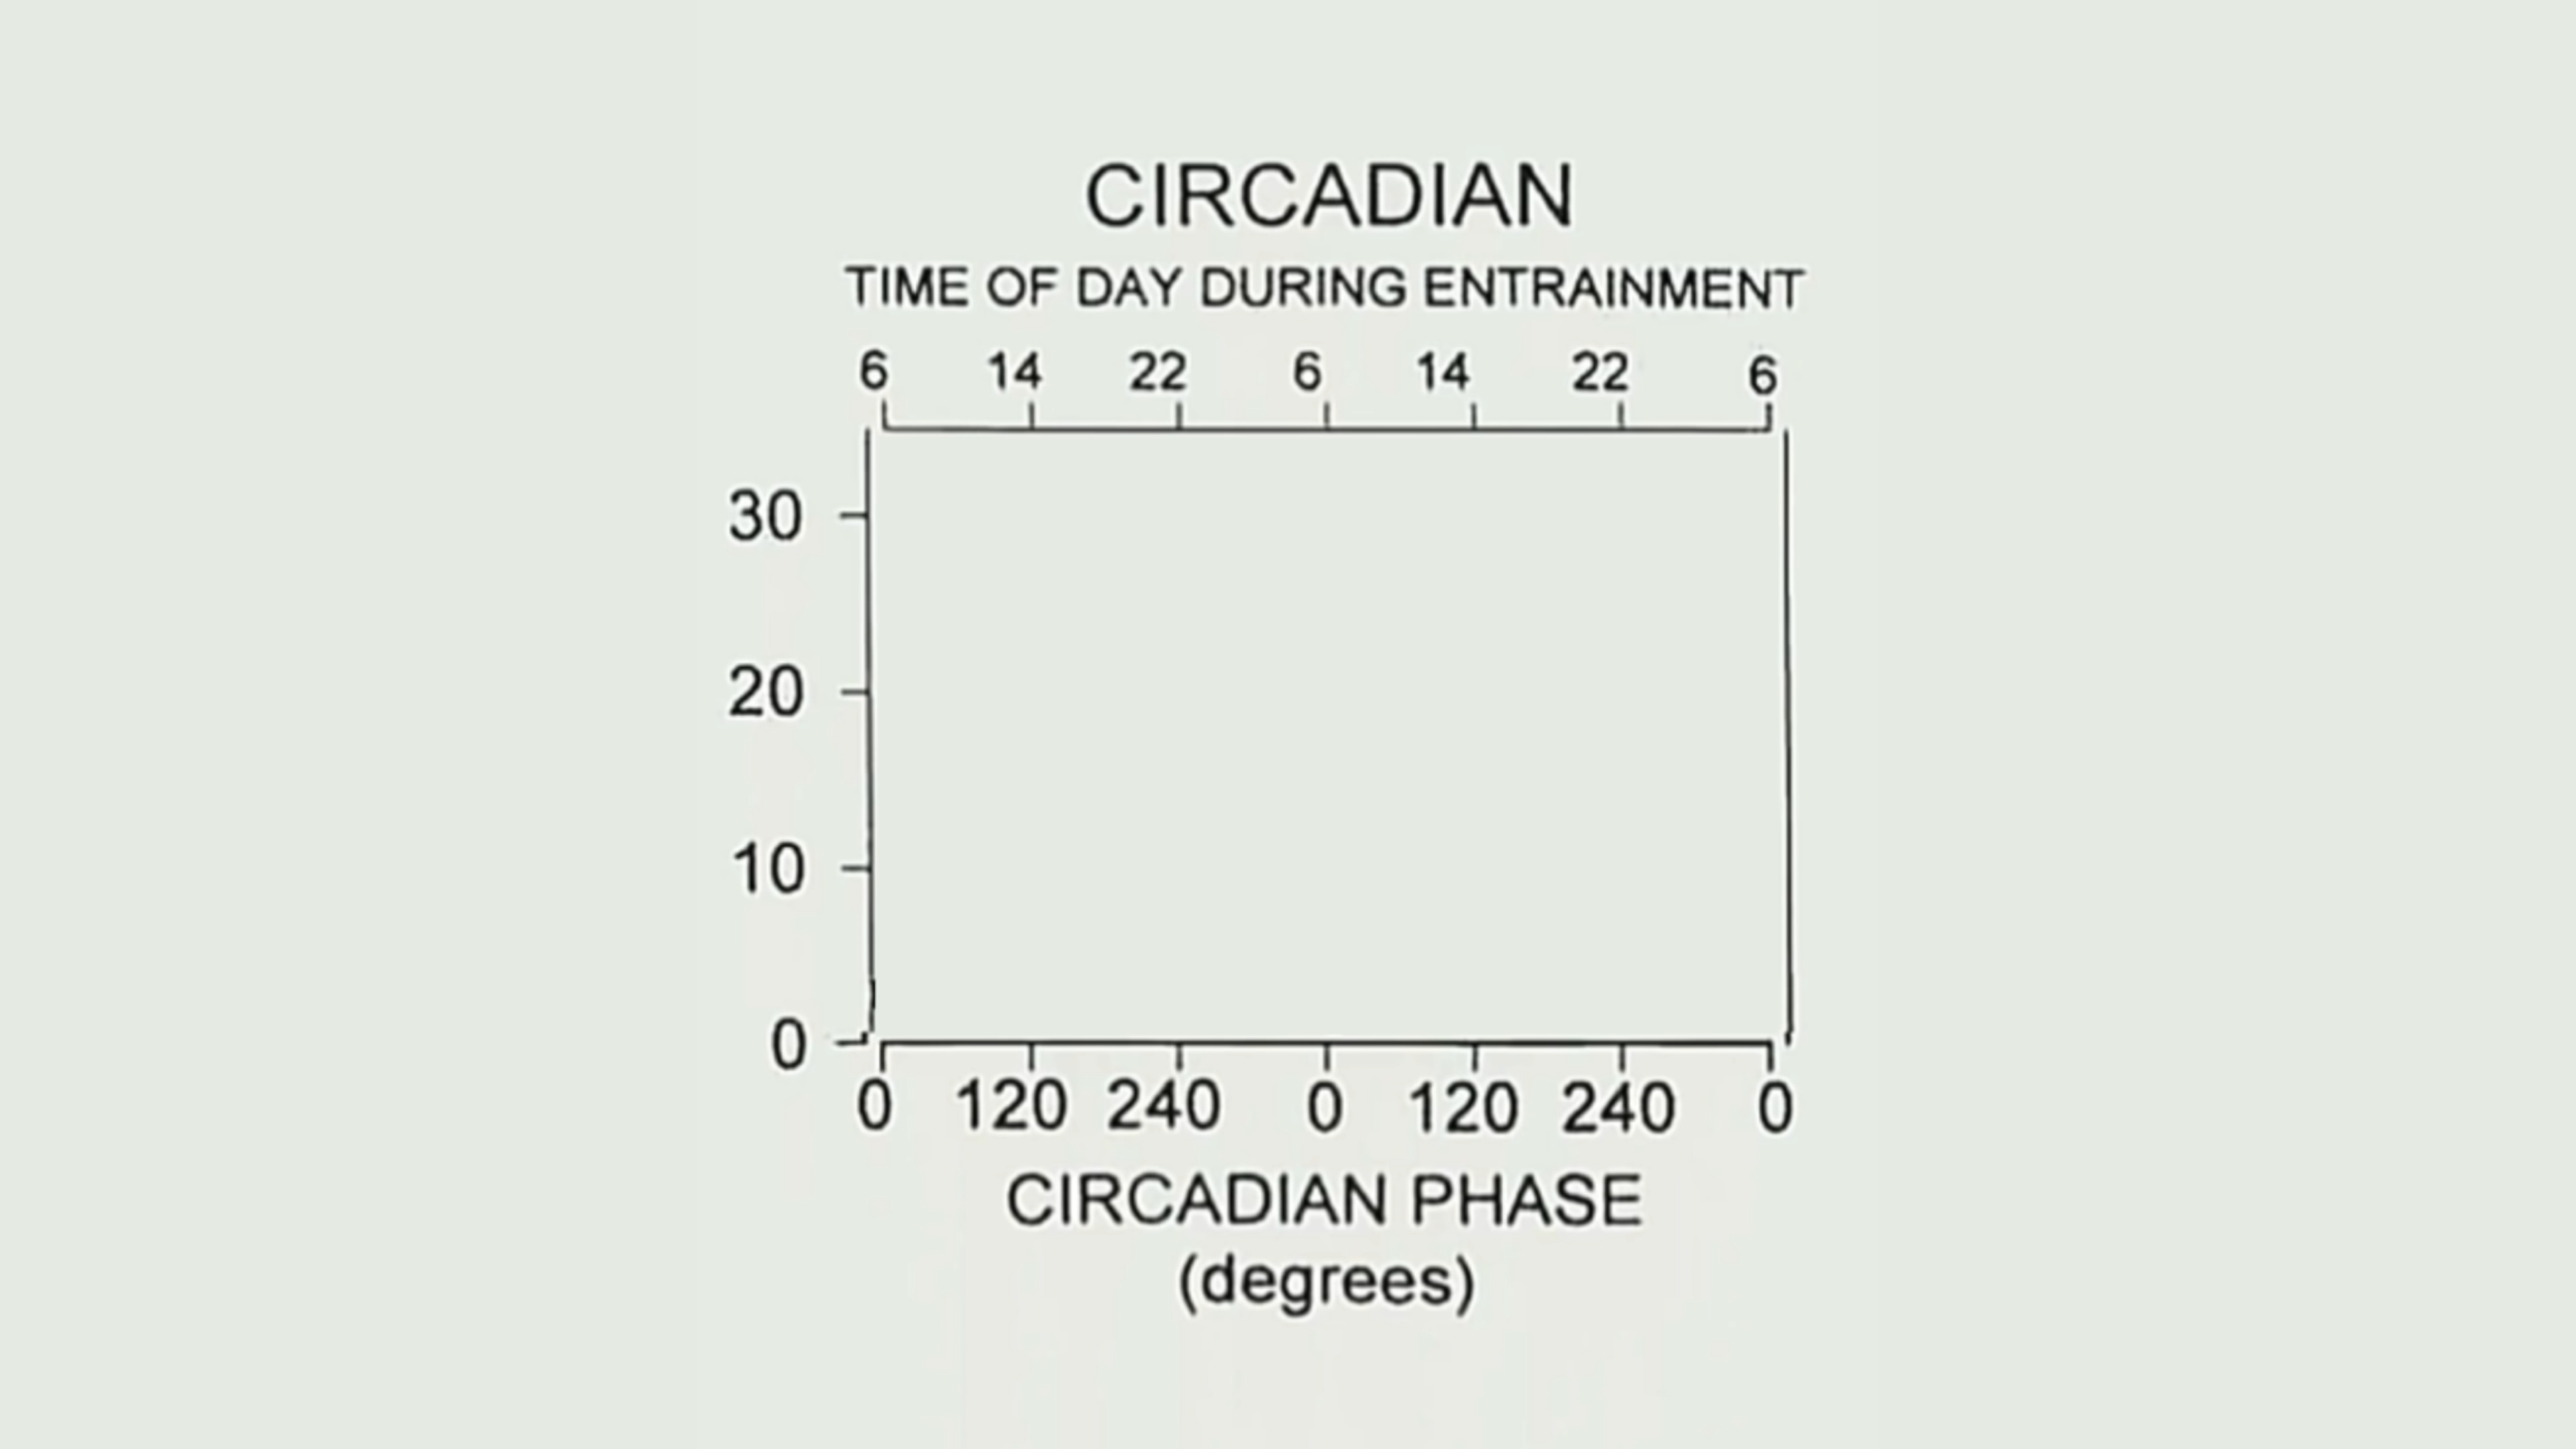 CIRCADIAN
TIME OF DAY DURING ENTRAINMENT
6 14 22 6 14 22 6
30
20
10
0
0 120 240 0 120 240 0
CIRCADIAN PHASE
(degrees)